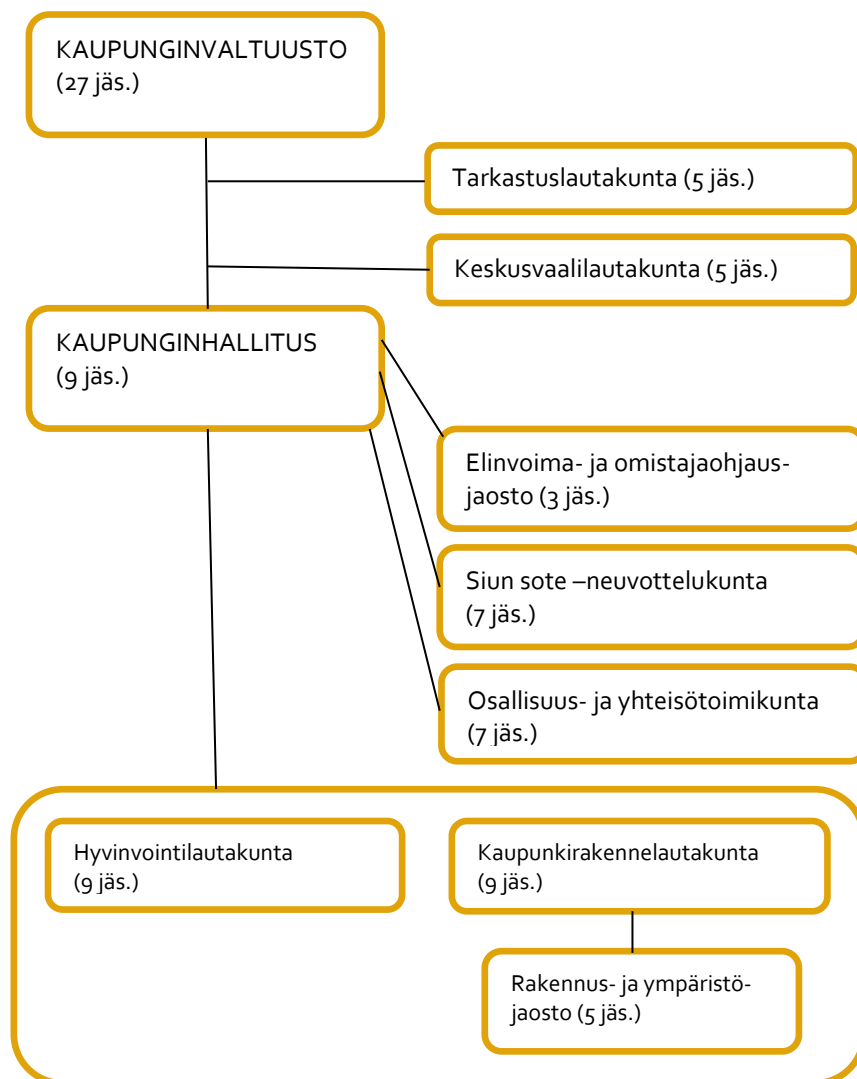 KAUPUNGINVALTUUSTO
(27 jäs.)
Tarkastuslautakunta (5 jäs.)
Keskusvaalilautakunta (5 jäs.)
KAUPUNGINHALLITUS
(9 jäs.)
Elinvoima- ja omistajaohjaus-
jaosto (3 jäs.)
Siun sote –neuvottelukunta
(7 jäs.)
Osallisuus- ja yhteisötoimikunta
(7 jäs.)
Hyvinvointilautakunta
(9 jäs.)
Kaupunkirakennelautakunta
(9 jäs.)
Rakennus- ja ympäristö-
jaosto (5 jäs.)